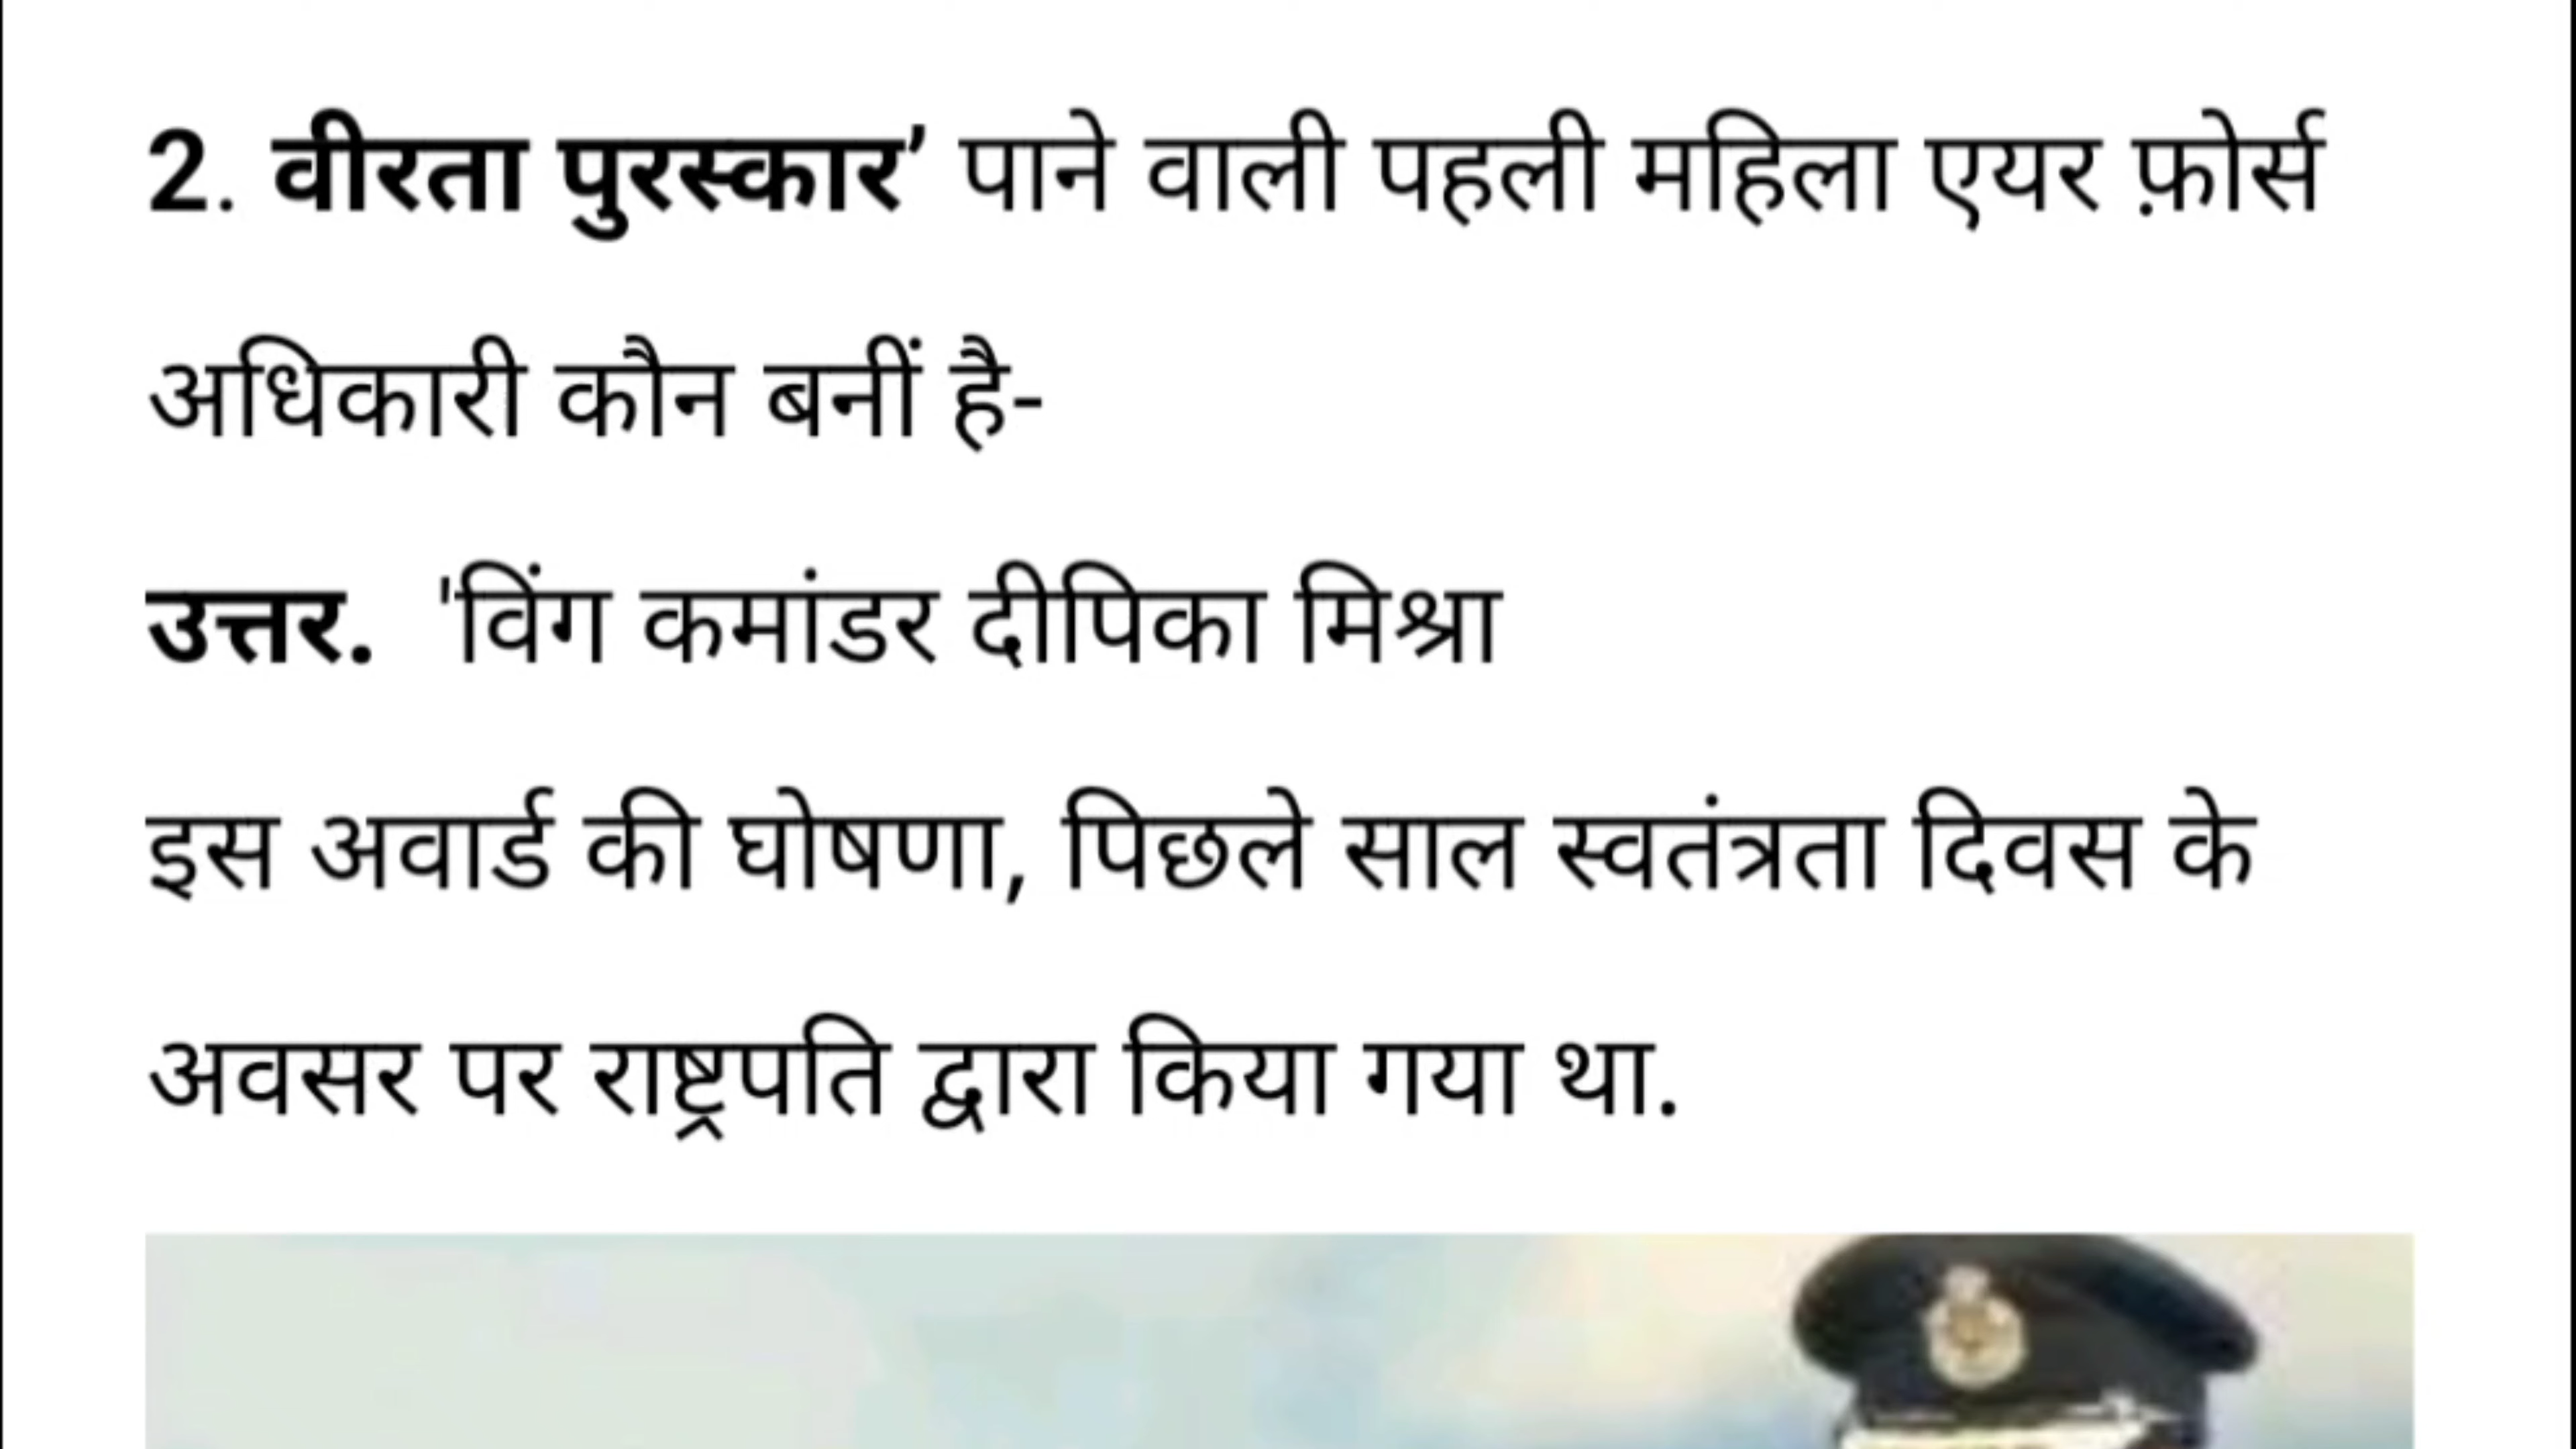 2. वीरता पुरस्कार’ पाने वाली पहली महिला एयर फ़ोर्स
अधिकारी कौन बनीं है-
उत्तर. 'विंग कमांडर दीपिका मिश्रा
इस अवार्ड की घोषणा, पिछले साल स्वतंत्रता दिवस के
अवसर पर राष्ट्रपति द्वारा किया गया था.